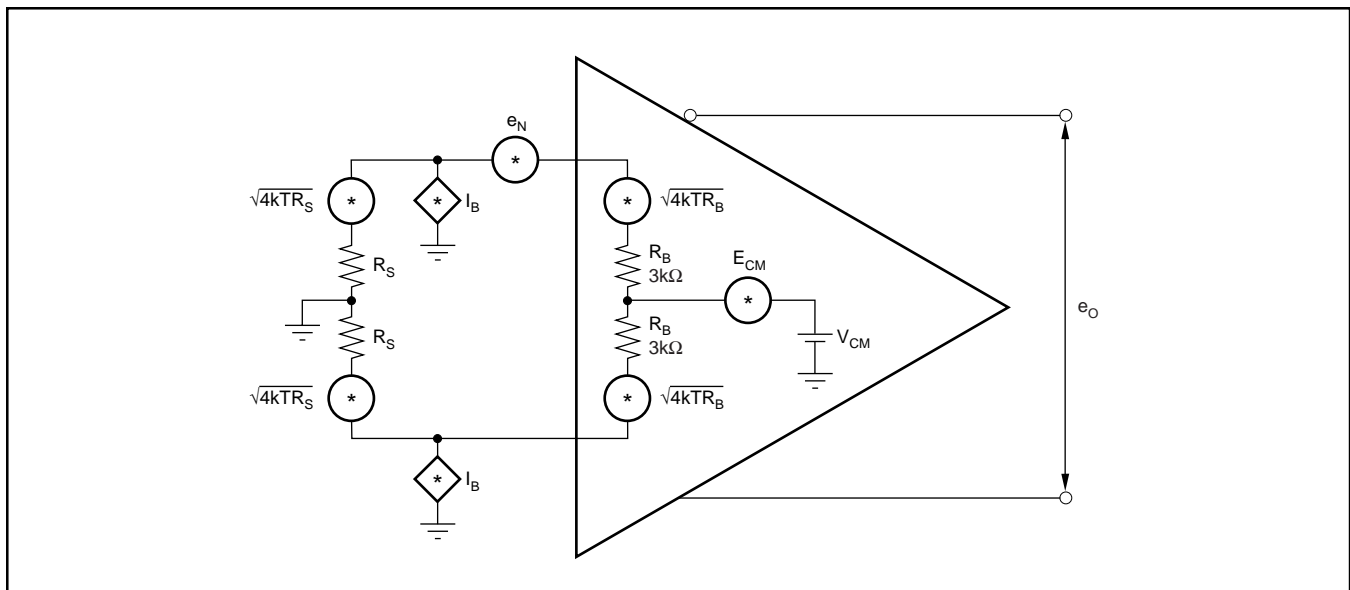 e_N
√4kTR_S
*
*
I_B
*
*
√4kTR_B
R_S
R_B
3kΩ
E_CM
*
e_O
R_S
R_B
3kΩ
V_CM
√4kTR_S
*
*
√4kTR_B
*
I_B